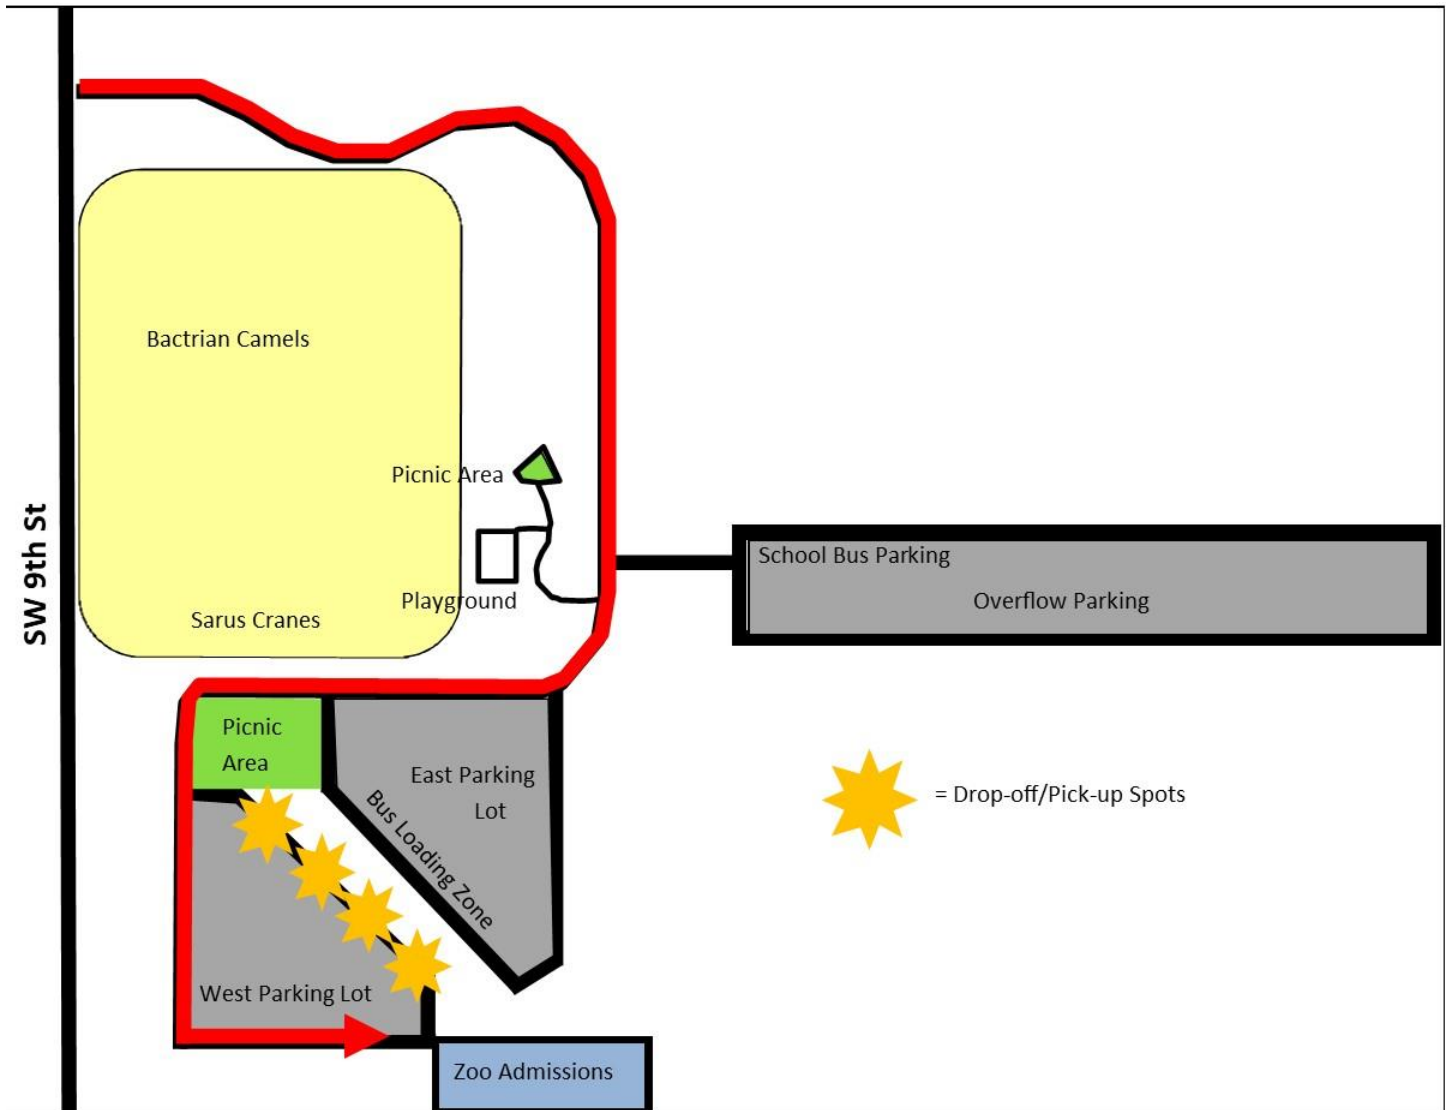 Bactrian Camels
Picnic Area
SW 9th St
School Bus Parking
Overflow Parking
Playground
Sarus Cranes
Picnic
Area
East Parking
Lot
Bus Loading Zone
= Drop-off/Pick-up Spots
West Parking Lot
Zoo Admissions